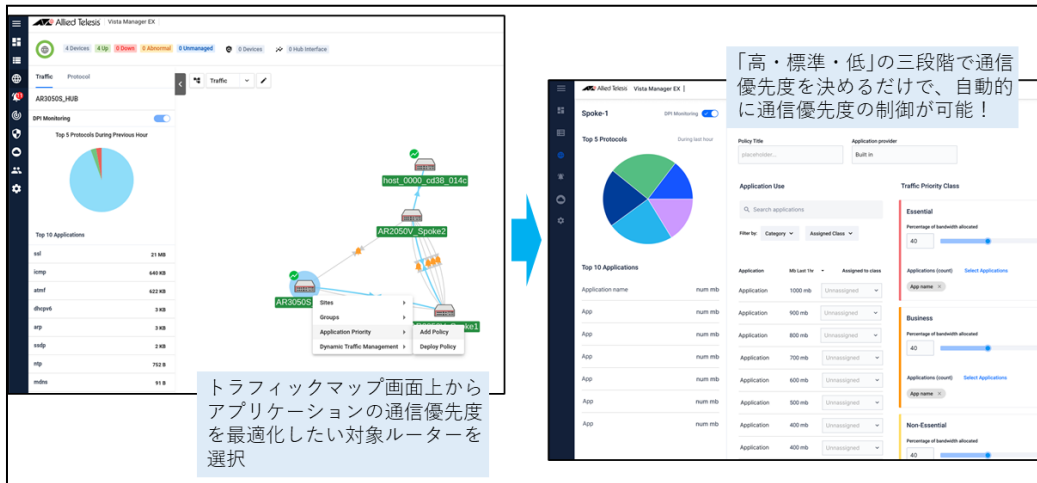 Allied Telesis Vista Manager EX
4 Devices 4 Up 0 Down 0 Abnormal 0 Unmanaged 0 Devices 0 Hub Interface
Traffic Protocol
Traffic
AR3050S_HUB
DPI Monitoring
Top 5 Protocols During Previous Hour
Top 10 Applications
ssl 21 MB
icmp 640 KB
atmf 622 KB
dhcpv6 3 KB
arp 3 KB
ssdp 2 KB
ntp 752 B
mdns 91 B
host_0000_cd38_014c
AR2050V_Spoke2
AR3050S
Sites
Groups
Application Priority
Dynamic Traffic Management
Add Policy
Deploy Policy
トラフィックマップ画面上から
アプリケーションの通信優先度
を最適化したい対象ルーターを
選択
「高・標準・低」の三段階で通信
優先度を決めるだけで、自動的
に通信優先度の制御が可能！
Allied Telesis Vista Manager EX
Spoke-1 DPI Monitoring
Top 5 Protocols During last hour
Top 10 Applications
Application name num mb
App num mb
App num mb
App num mb
App num mb
App num mb
App num mb
Policy Title
placeholder...
Application provider
Built in
Application Use
Search applications
Filter by: Category Assigned Class
Application Mb Last 1hr Assigned to class
Application 1000 mb Unassigned
Application 900 mb Unassigned
Application 800 mb Unassigned
Application 700 mb Unassigned
Application 600 mb Unassigned
Application 500 mb Unassigned
Application 400 mb Unassigned
Application 400 mb Unassigned
Traffic Priority Class
Essential
Percentage of bandwidth allocated
40
Applications (count) Select Applications
App name ×
Business
Percentage of bandwidth allocated
40
Applications (count) Select Applications
App name ×
Non-Essential
Percentage of bandwidth allocated
40